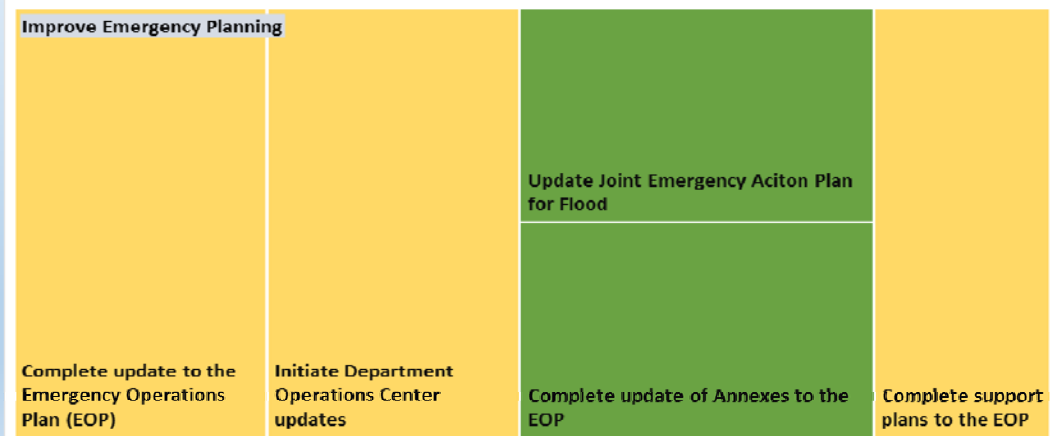 Improve Emergency Planning
Complete update to the
Emergency Operations
Plan (EOP)
Initiate Department
Operations Center
updates
Update Joint Emergency Aciton Plan
for Flood
Complete update of Annexes to the
EOP
Complete support
plans to the EOP